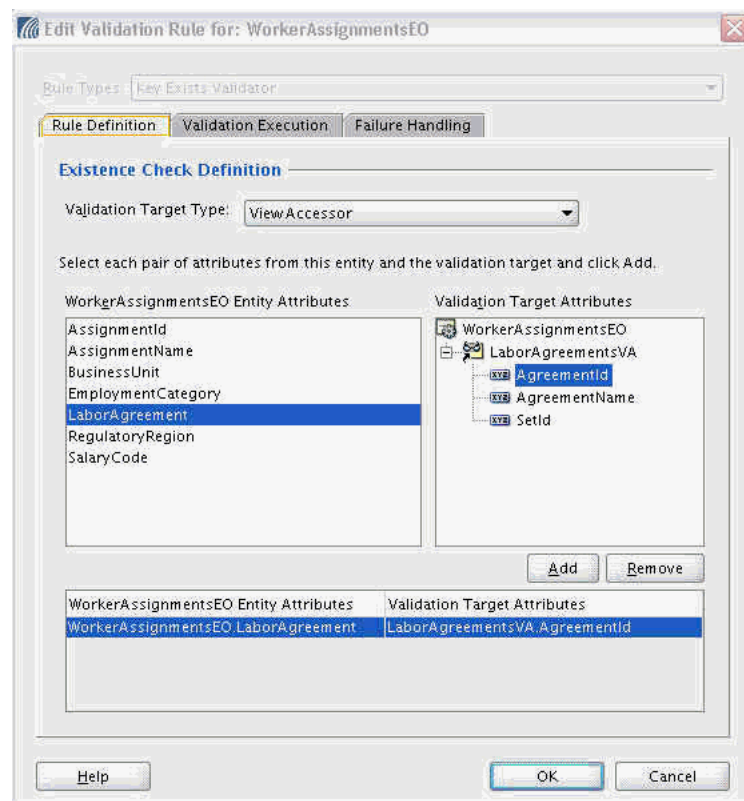 Edit Validation Rule for: WorkerAssignmentsEO
Rule Types: Key Exists Validator
Rule Definition
Validation Execution
Failure Handling
Existence Check Definition
Validation Target Type: ViewAccessor
Select each pair of attributes from this entity and the validation target and click Add.
WorkerAssignmentsEO Entity Attributes
AssignmentId
AssignmentName
BusinessUnit
EmploymentCategory
LaborAgreement
RegulatoryRegion
SalaryCode
Validation Target Attributes
WorkerAssignmentsEO
LaborAgreementsVA
XYZ AgreementId
XYZ AgreementName
XYZ SetId
Add
Remove
WorkerAssignmentsEO Entity Attributes Validation Target Attributes
WorkerAssignmentsEO.LaborAgreement LaborAgreementsVA.AgreementId
Help
OK
Cancel